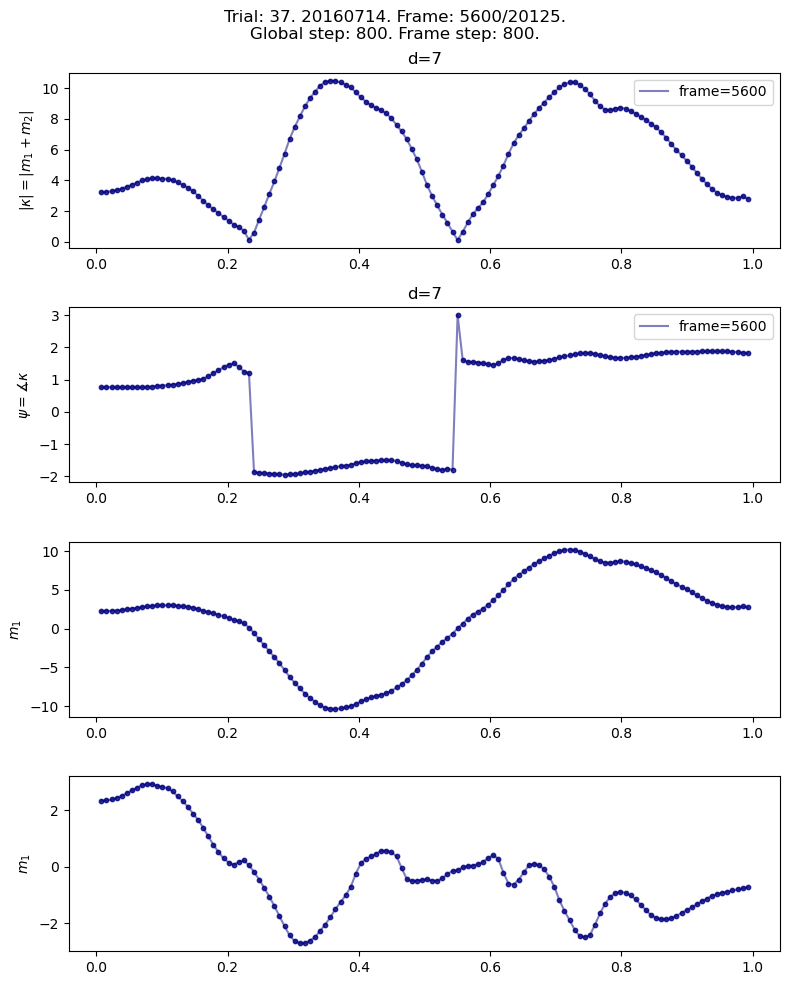 Trial: 37. 20160714. Frame: 5600/20125.
Global step: 800. Frame step: 800.
d=7
|κ| = |m₁ + m₂|
10
8
6
4
2
0
frame=5600
0.0 0.2 0.4 0.6 0.8 1.0
d=7
ψ = ∡κ
3
2
1
0
−1
−2
frame=5600
0.0 0.2 0.4 0.6 0.8 1.0
m₁
10
5
0
−5
−10
0.0 0.2 0.4 0.6 0.8 1.0
m₁
2
0
−2
0.0 0.2 0.4 0.6 0.8 1.0